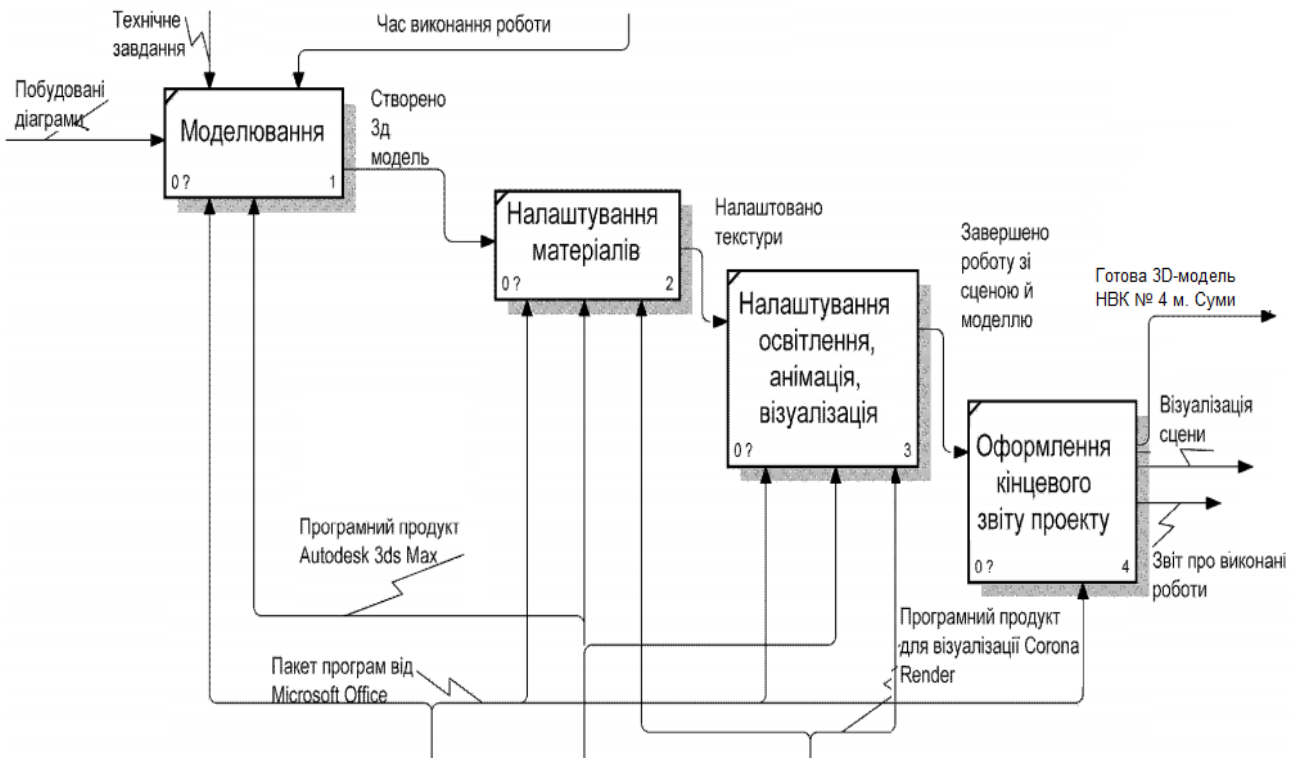 Технічне
завдання
Час виконання роботи
Побудовані
діаграми
Моделювання
0 ?
1
Створено
3д
модель
Налаштування
матеріалів
0 ?
2
Налаштовано
текстури
Налаштування
освітлення,
анімація,
візуалізація
0 ?
3
Завершено
роботу зі
сценою й
моделлю
Готова 3D-модель
НВК № 4 м. Суми
Візуалізація
сцени
Оформлення
кінцевого
звіту проекту
0 ?
4
Звіт про виконані
роботи
Програмний продукт
Autodesk 3ds Max
Програмний продукт
для візуалізації Corona
Render
Пакет програм від
Microsoft Office